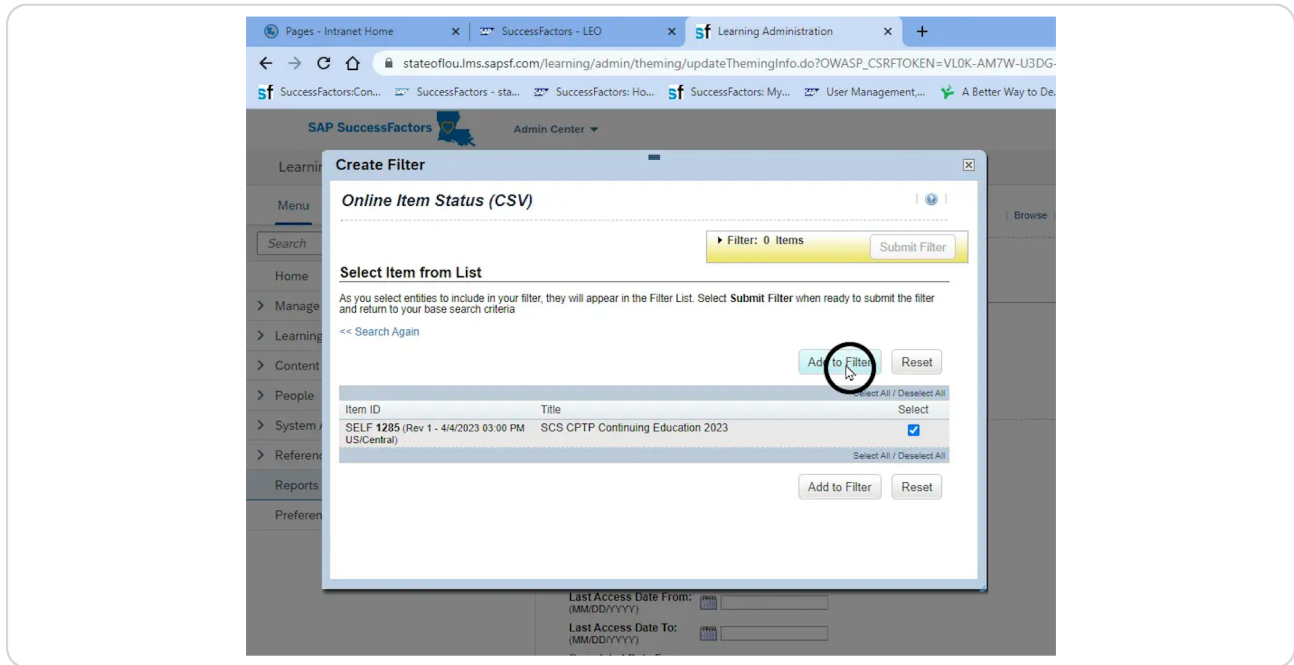 Pages - Intranet Home
SuccessFactors - LEO
Learning Administration
stateoflou.lms.sapsf.com/learning/admin/theming/updateThemingInfo.do?OWASP_CSRFTOKEN=VL0K-AM7W-U3DG-
SuccessFactors:Con...
SuccessFactors - sta...
SuccessFactors: Ho...
SuccessFactors: My...
User Management,...
A Better Way to De
SAP SuccessFactors
Admin Center
Learnin
Create Filter
Menu
Online Item Status (CSV)
Browse
Search
Filter: 0 Items
Submit Filter
Home
Select Item from List
Manage
As you select entities to include in your filter, they will appear in the Filter List. Select Submit Filter when ready to submit the filter
and return to your base search criteria
Learning
<< Search Again
Content
Add to Filter
Reset
People
Select All / Deselect All
Item ID
Title
Select
System
SELF 1285 (Rev 1 - 4/4/2023 03:00 PM
US/Central)
SCS CPTP Continuing Education 2023
Referenc
Select All / Deselect All
Reports
Add to Filter
Reset
Preferen
Last Access Date From:
(MM/DD/YYYY)
Last Access Date To:
(MM/DD/YYYY)